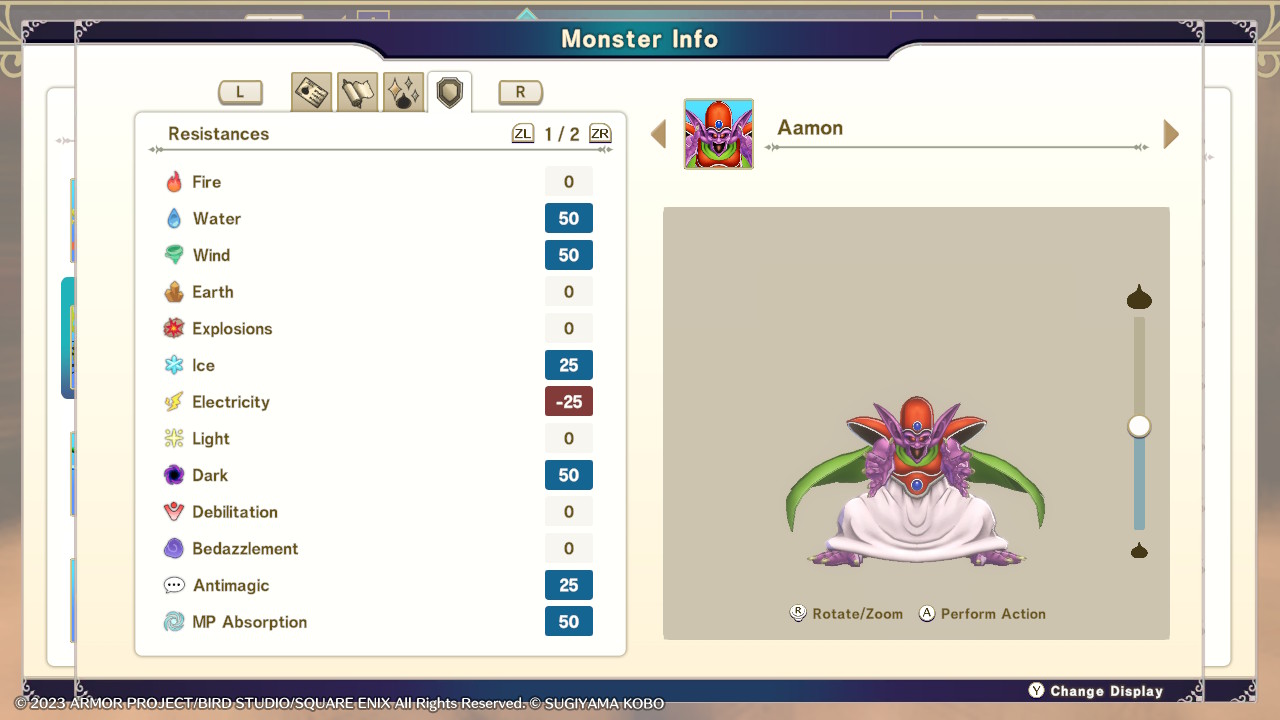 Monster Info
L
R
Resistances
ZL 1 / 2 ZR
Aamon
Fire 0
Water 50
Wind 50
Earth 0
Explosions 0
Ice 25
Electricity -25
Light 0
Dark 50
Debilitation 0
Bedazzlement 0
Antimagic 25
MP Absorption 50
R Rotate/Zoom A Perform Action
Y Change Display
© 2023 ARMOR PROJECT/BIRD STUDIO/SQUARE ENIX All Rights Reserved. © SUGIYAMA KOBO